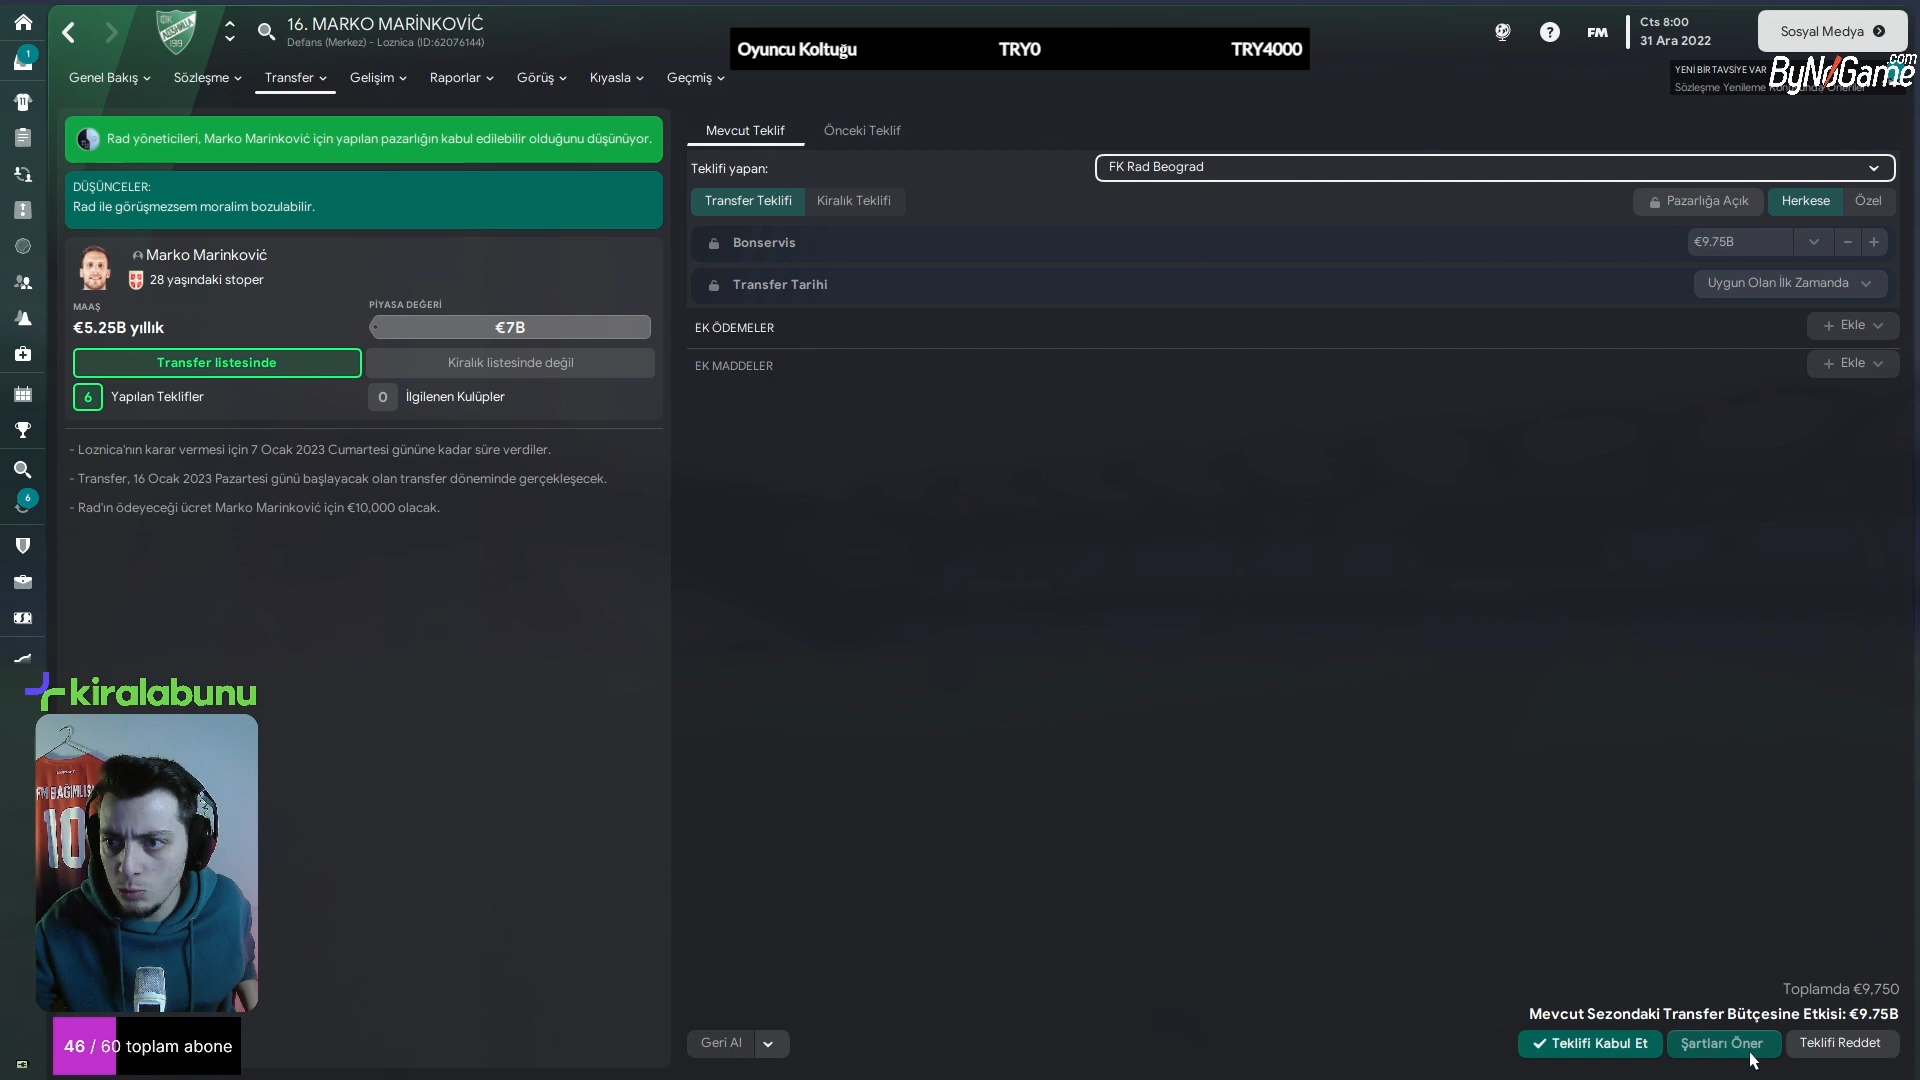 16. MARKO MARİNKOVİĆ
Defans (Merkez) - Loznica (ID:62076144)
Oyuncu Koltuğu TRY0 TRY4000
FM
Cts 8:00
31 Ara 2022
Sosyal Medya
Genel Bakış Sözleşme Transfer Gelişim Raporlar Görüş Kıyasla Geçmiş
YENİ BİR TAVSİYE VAR
Sözleşme Yenileme
ByNoGame.com
1
Rad yöneticileri, Marko Marinković için yapılan pazarlığın kabul edilebilir olduğunu düşünüyor.
DÜŞÜNCELER:
Rad ile görüşmezsem moralim bozulabilir.
Marko Marinković
28 yaşındaki stoper
MAAŞ
€5.25B yıllık
PİYASA DEĞERİ
€7B
Transfer listesinde
Kiralık listesinde değil
6 Yapılan Teklifler
0 İlgilenen Kulüpler
- Loznica'nın karar vermesi için 7 Ocak 2023 Cumartesi gününe kadar süre verdiler.
- Transfer, 16 Ocak 2023 Pazartesi günü başlayacak olan transfer döneminde gerçekleşecek.
- Rad'ın ödeyeceği ücret Marko Marinković için €10,000 olacak.
6
Mevcut Teklif Önceki Teklif
Teklifi yapan: FK Rad Beograd
Transfer Teklifi Kiralık Teklifi
Pazarlığa Açık Herkese Özel
Bonservis €9.75B
Transfer Tarihi Uygun Olan İlk Zamanda
EK ÖDEMELER Ekle
EK MADDELER Ekle
kiralabunu
FM BAĞIMLISI
10
46 / 60 toplam abone
Geri Al
Toplamda €9,750
Mevcut Sezondaki Transfer Bütçesine Etkisi: €9.75B
Teklifi Kabul Et Şartları Öner Teklifi Reddet